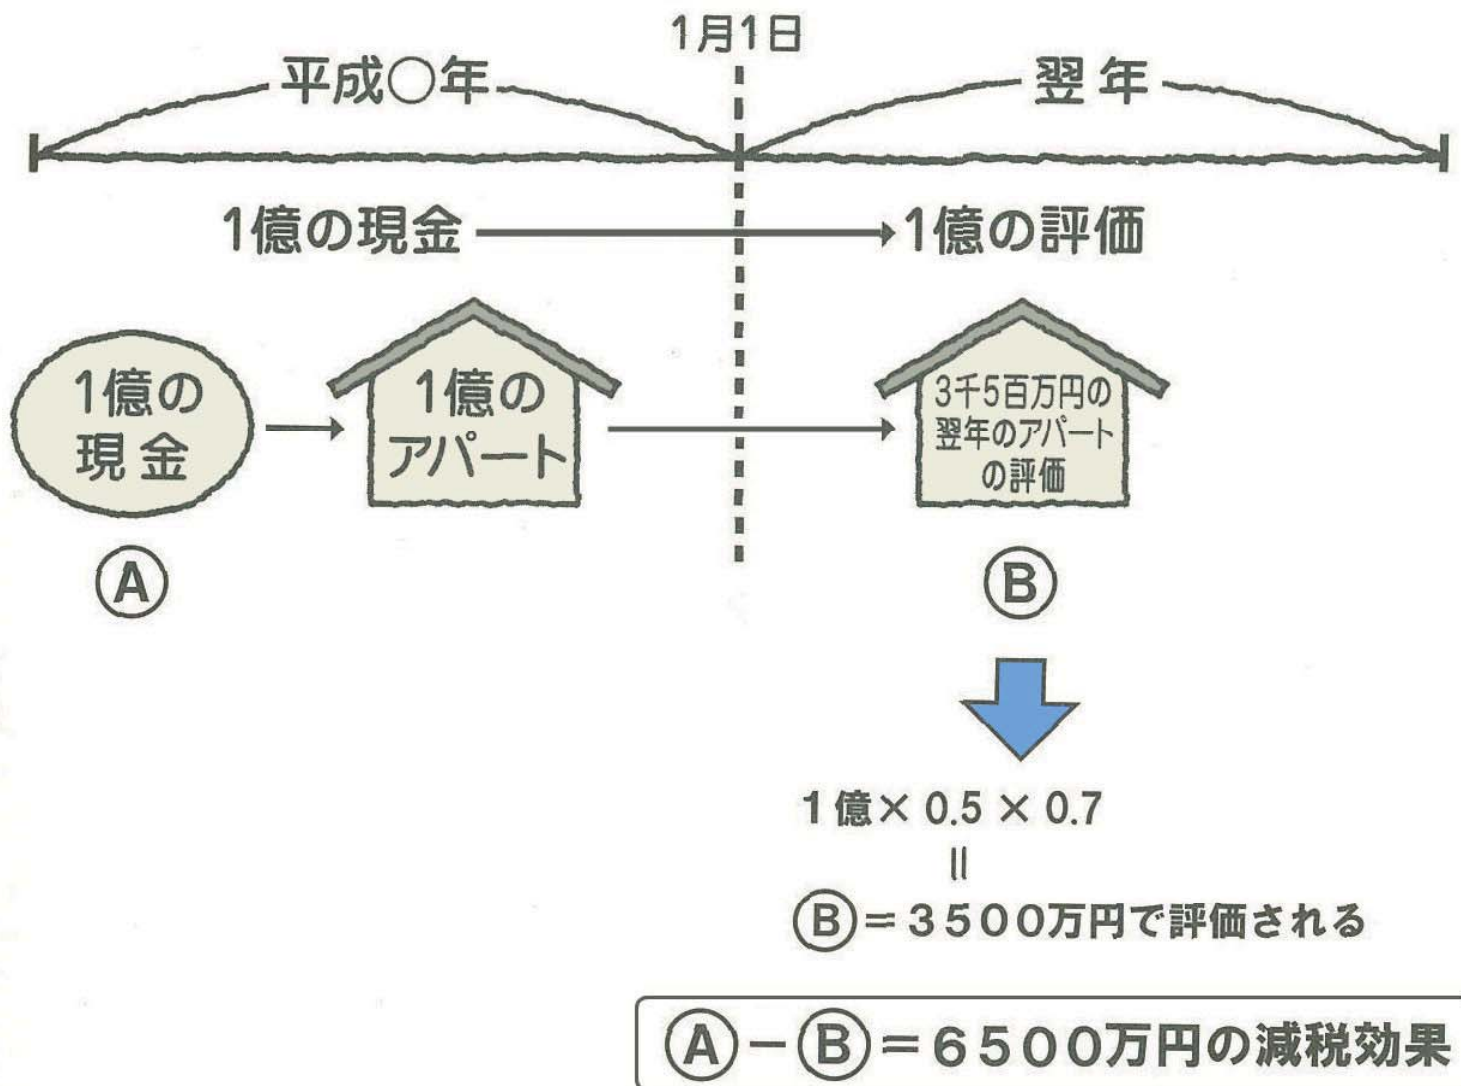 1月1日
平成○年
翌年
1億の現金
1億の評価
1億の
現金
1億の
アパート
3千5百万円の
翌年のアパート
の評価
Ⓐ
Ⓑ
1億×0.5×0.7
=
Ⓑ=3500万円で評価される
Ⓐ-Ⓑ=6500万円の減税効果